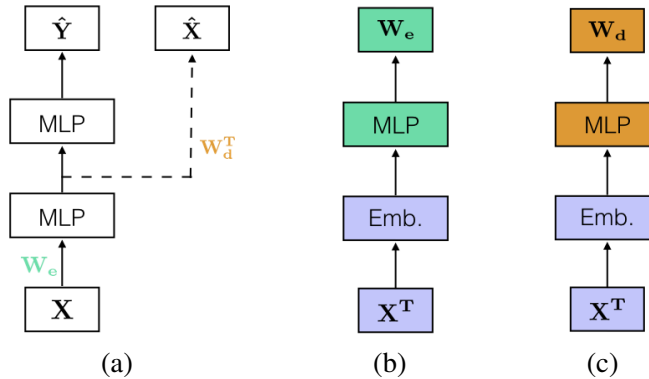 Ŷ
X̂
MLP
W_d^T
MLP
W_e
X
(a)
W_e
MLP
Emb.
X^T
(b)
W_d
MLP
Emb.
X^T
(c)